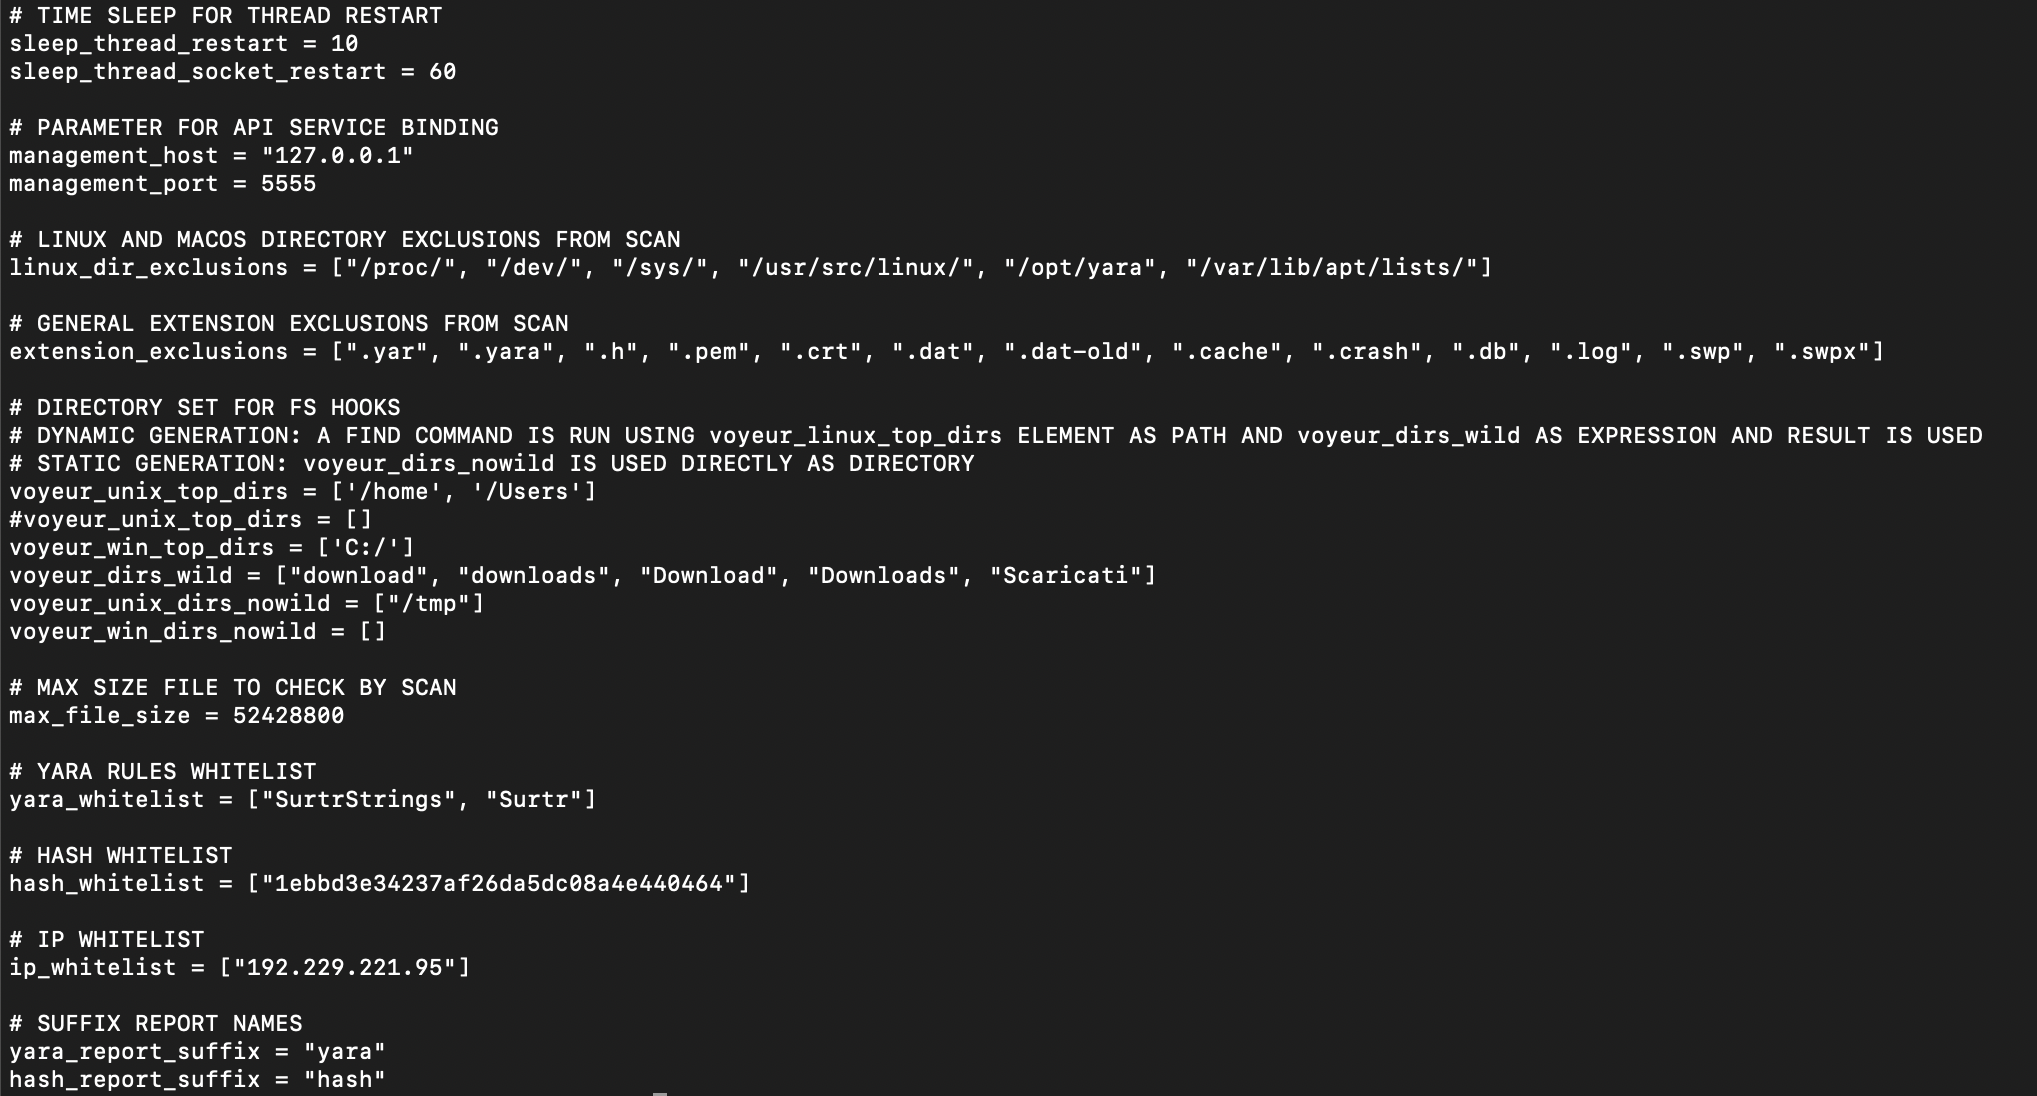 # TIME SLEEP FOR THREAD RESTART
sleep_thread_restart = 10
sleep_thread_socket_restart = 60

# PARAMETER FOR API SERVICE BINDING
management_host = "127.0.0.1"
management_port = 5555

# LINUX AND MACOS DIRECTORY EXCLUSIONS FROM SCAN
linux_dir_exclusions = ["/proc/", "/dev/", "/sys/", "/usr/src/linux/", "/opt/yara", "/var/lib/apt/lists/"]

# GENERAL EXTENSION EXCLUSIONS FROM SCAN
extension_exclusions = [".yar", ".yara", ".h", ".pem", ".crt", ".dat", ".dat-old", ".cache", ".crash", ".db", ".log", ".swp", ".swpx"]

# DIRECTORY SET FOR FS HOOKS
# DYNAMIC GENERATION: A FIND COMMAND IS RUN USING voyeur_linux_top_dirs ELEMENT AS PATH AND voyeur_dirs_wild AS EXPRESSION AND RESULT IS USED
# STATIC GENERATION: voyeur_dirs_nowild IS USED DIRECTLY AS DIRECTORY
voyeur_unix_top_dirs = ['/home', '/Users']
#voyeur_unix_top_dirs = []
voyeur_win_top_dirs = ['C:/']
voyeur_dirs_wild = ["download", "downloads", "Download", "Downloads", "Scaricati"]
voyeur_unix_dirs_nowild = ["/tmp"]
voyeur_win_dirs_nowild = []

# MAX SIZE FILE TO CHECK BY SCAN
max_file_size = 52428800

# YARA RULES WHITELIST
yara_whitelist = ["SurtrStrings", "Surtr"]

# HASH WHITELIST
hash_whitelist = ["1ebbd3e34237af26da5dc08a4e440464"]

# IP WHITELIST
ip_whitelist = ["192.229.221.95"]

# SUFFIX REPORT NAMES
yara_report_suffix = "yara"
hash_report_suffix = "hash"